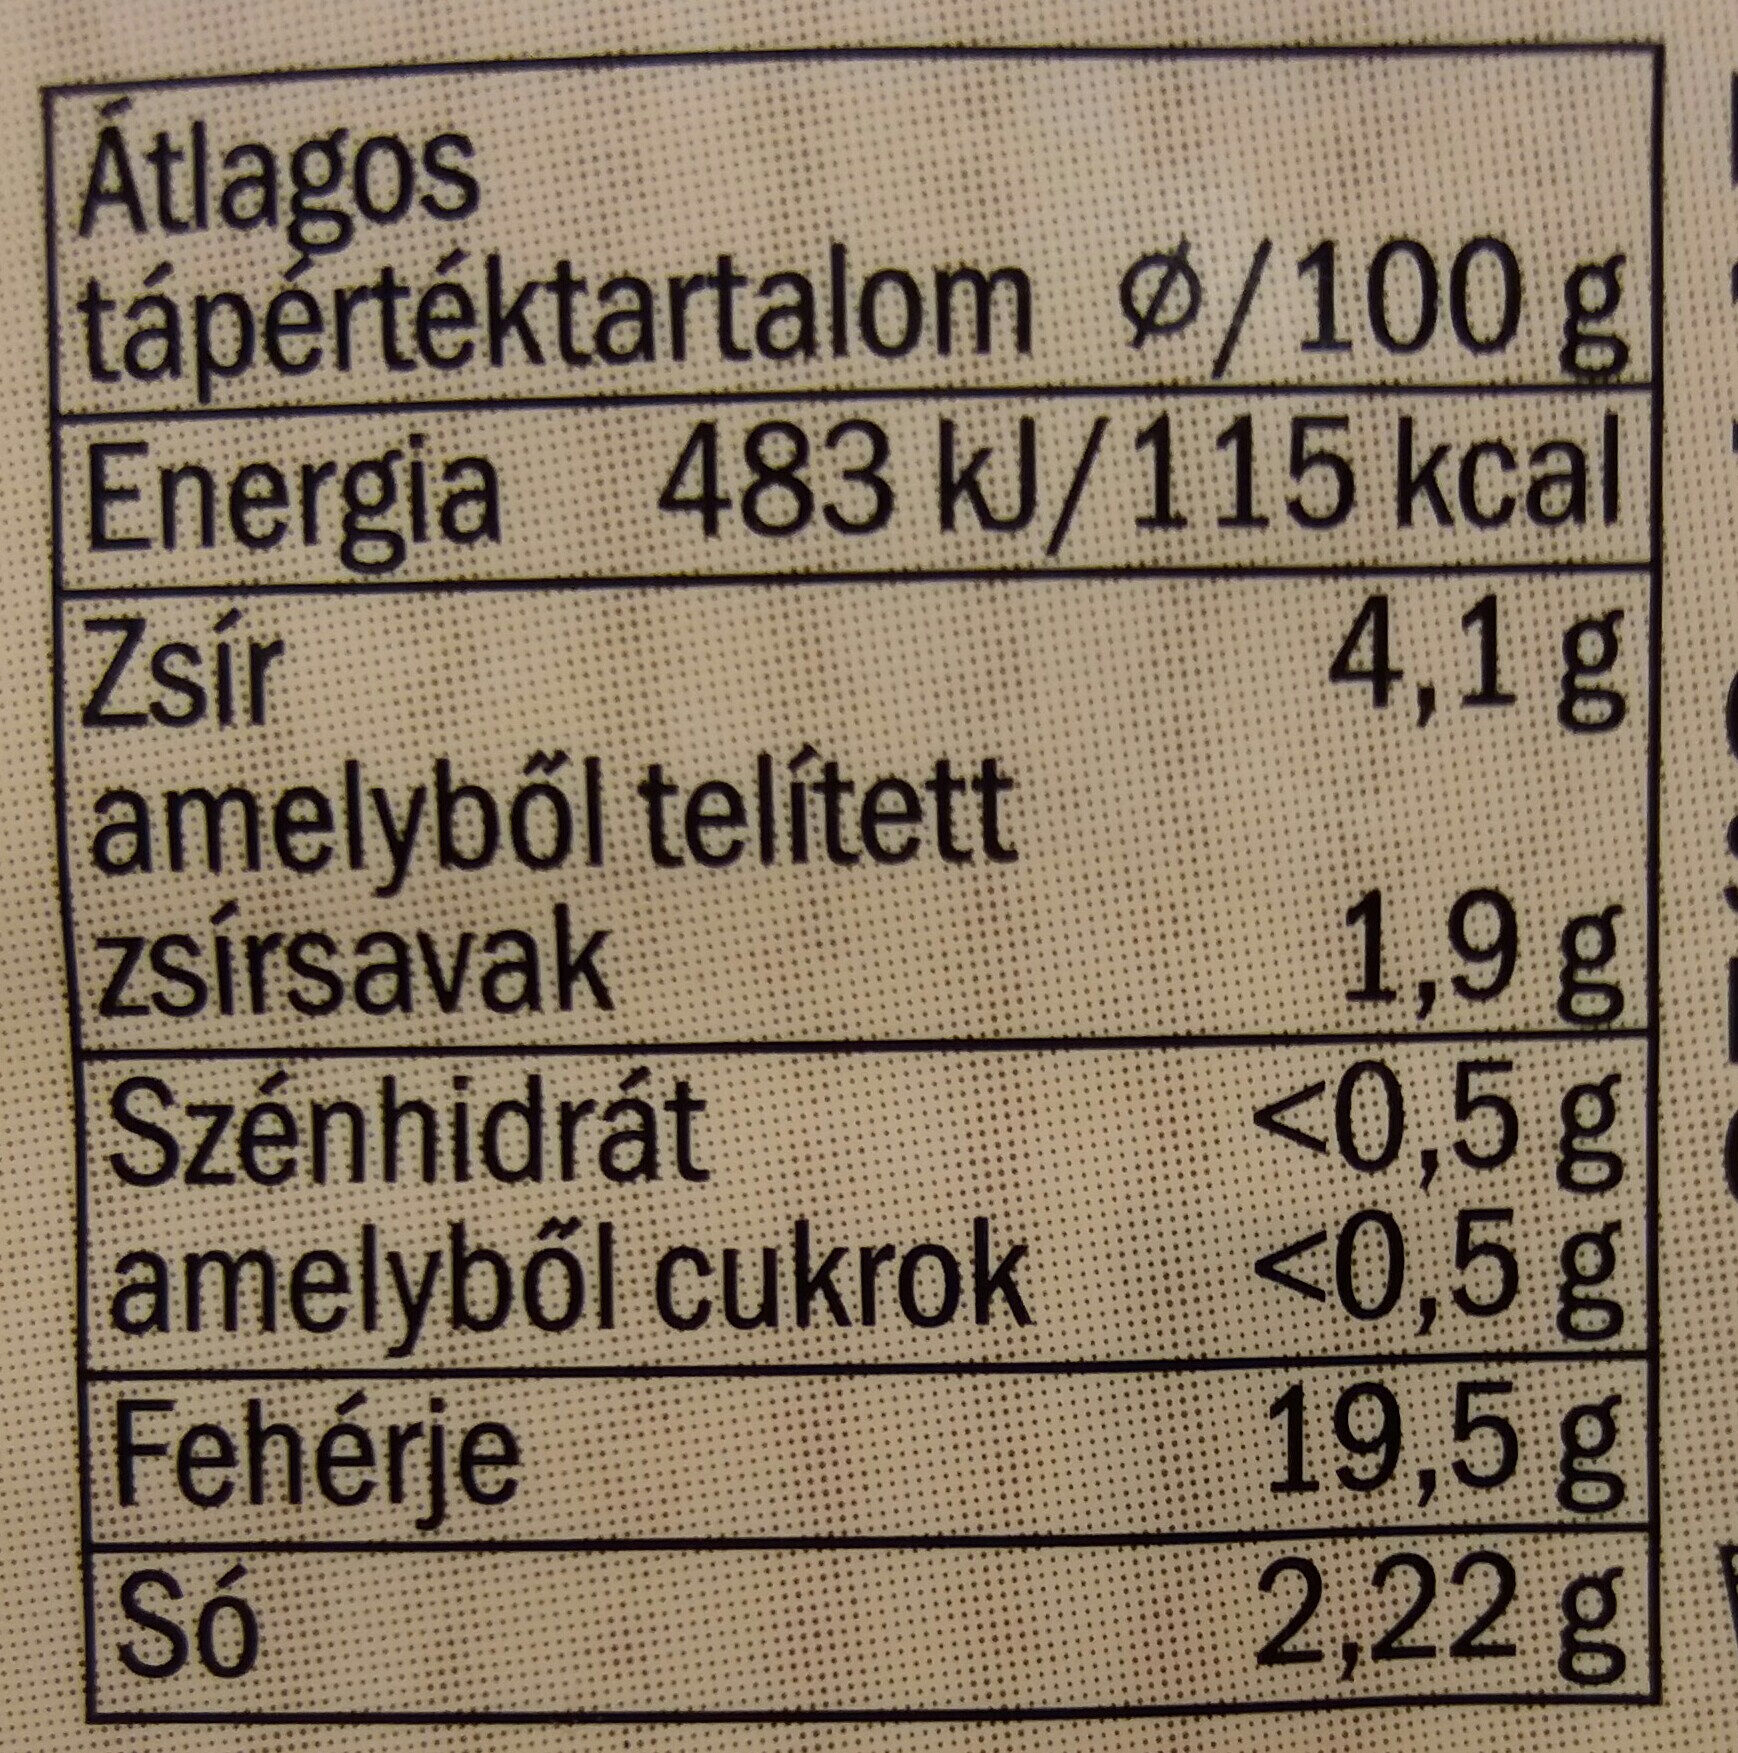 Átlagos
tápértéktartalom ∅/100 g
Energia 483 kJ/115 kcal
Zsír 4,1 g
amelyből telített
zsírsavak 1,9 g
Szénhidrát <0,5 g
amelyből cukrok <0,5 g
Fehérje 19,5 g
Só 2,22 g